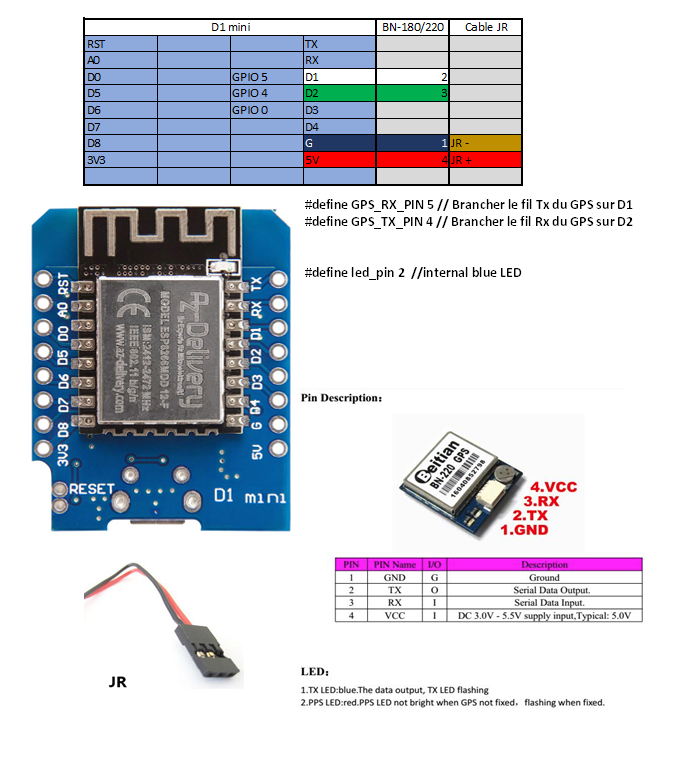 D1 mini BN-180/220 Cable JR
RST TX
A0 RX
D0 GPIO 5 D1 2
D5 GPIO 4 D2 3
D6 GPIO 0 D3
D7 D4
D8 G 1 JR -
3V3 5V 4 JR +
#define GPS_RX_PIN 5 // Brancher le fil Tx du GPS sur D1
#define GPS_TX_PIN 4 // Brancher le fil Rx du GPS sur D2
#define led_pin 2 //internal blue LED
RST
A0
D0
D5
D6
D7
D8
3V3
TX
RX
D1
D2
D3
D4
G
5V
Az-Delivery
MODEL ESP8266MOD 12-F
ISM:2412-2472 MHz
IEEE802.11 b/g/n
www.az-delivery.com
CE
RESET
D1 mini
Pin Description:
Beitian
BN-220 GPS
16040852798
4.VCC
3.RX
2.TX
1.GND
PIN PIN Name I/O Description
1 GND G Ground
2 TX O Serial Data Output.
3 RX I Serial Data Input.
4 VCC I DC 3.0V - 5.5V supply input,Typical: 5.0V
JR
LED:
1.TX LED:blue.The data output, TX LED flashing
2.PPS LED:red.PPS LED not bright when GPS not fixed，flashing when fixed.